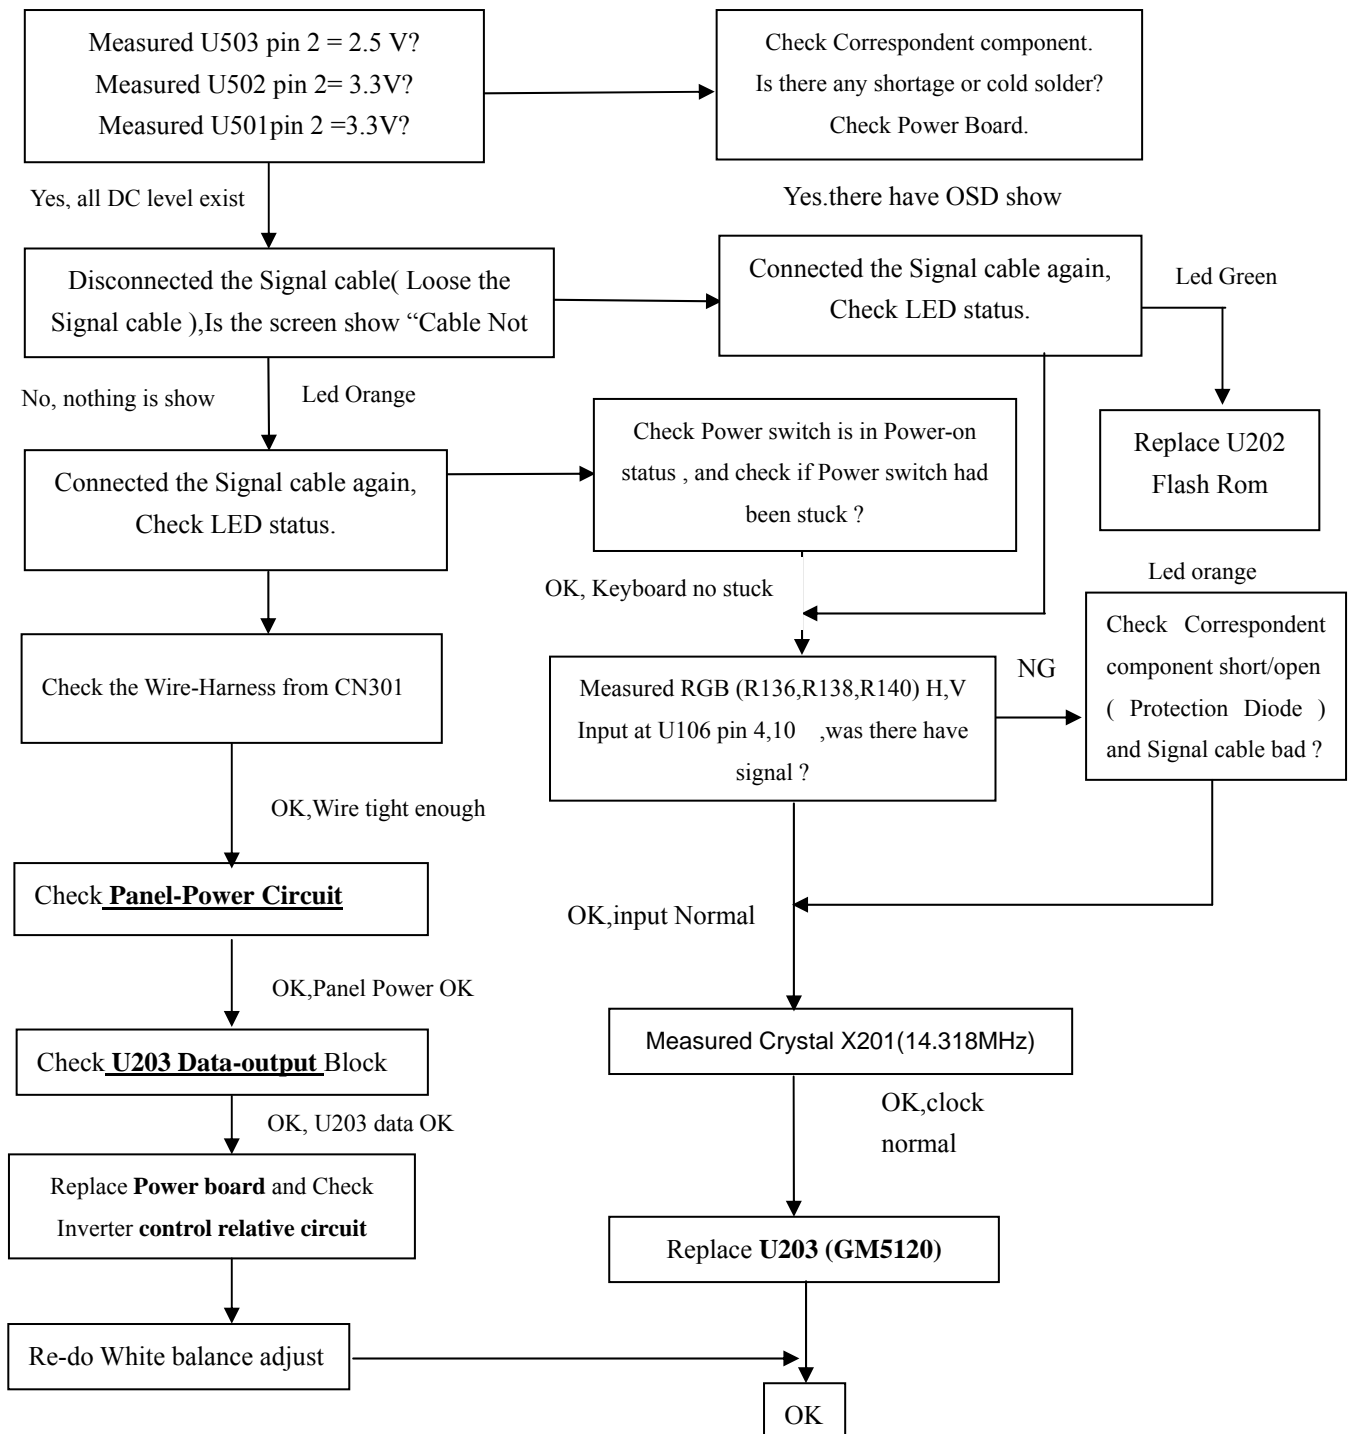 Measured U503 pin 2 = 2.5 V?
Measured U502 pin 2= 3.3V?
Measured U501pin 2 =3.3V?
Check Correspondent component.
Is there any shortage or cold solder?
Check Power Board.
Yes, all DC level exist
Yes.there have OSD show
Disconnected the Signal cable( Loose the
Signal cable ),Is the screen show “Cable Not
Connected the Signal cable again,
Check LED status.
Led Green
No, nothing is show
Led Orange
Replace U202
Flash Rom
Connected the Signal cable again,
Check LED status.
Check Power switch is in Power-on
status , and check if Power switch had
been stuck ?
OK, Keyboard no stuck
Led orange
Check Correspondent
component short/open
( Protection Diode )
and Signal cable bad ?
Check the Wire-Harness from CN301
Measured RGB (R136,R138,R140) H,V
Input at U106 pin 4,10 ,was there have
signal ?
NG
OK,Wire tight enough
Check Panel-Power Circuit
OK,input Normal
OK,Panel Power OK
Measured Crystal X201(14.318MHz)
Check U203 Data-output Block
OK,clock
normal
OK, U203 data OK
Replace Power board and Check
Inverter control relative circuit
Replace U203 (GM5120)
Re-do White balance adjust
OK